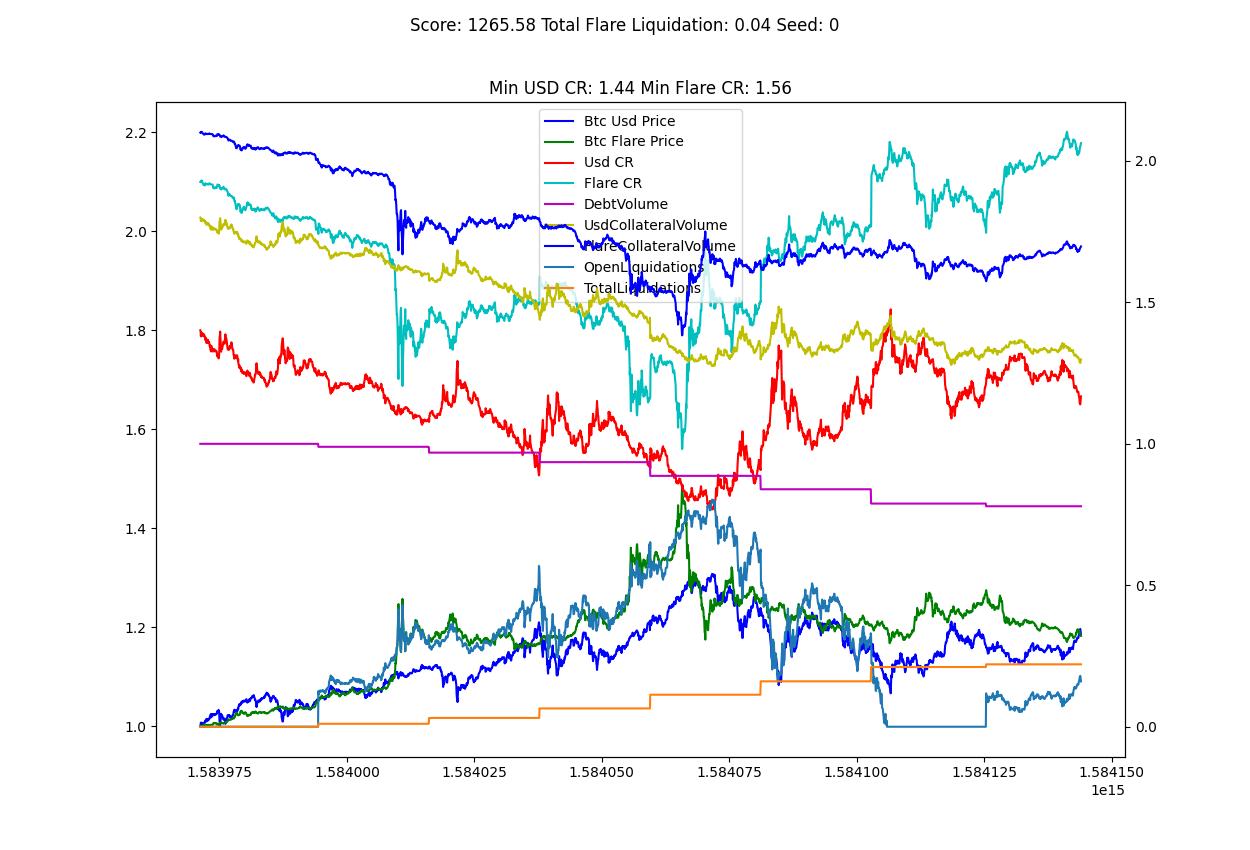 Score: 1265.58 Total Flare Liquidation: 0.04 Seed: 0
Min USD CR: 1.44 Min Flare CR: 1.56
Btc Usd Price
Btc Flare Price
Usd CR
Flare CR
DebtVolume
UsdCollateralVolume
FlareCollateralVolume
OpenLiquidations
TotalLiquidations
2.2
2.0
1.8
1.6
1.4
1.2
1.0
2.0
1.5
1.0
0.5
0.0
1.583975 1.584000 1.584025 1.584050 1.584075 1.584100 1.584125 1.584150
1e15